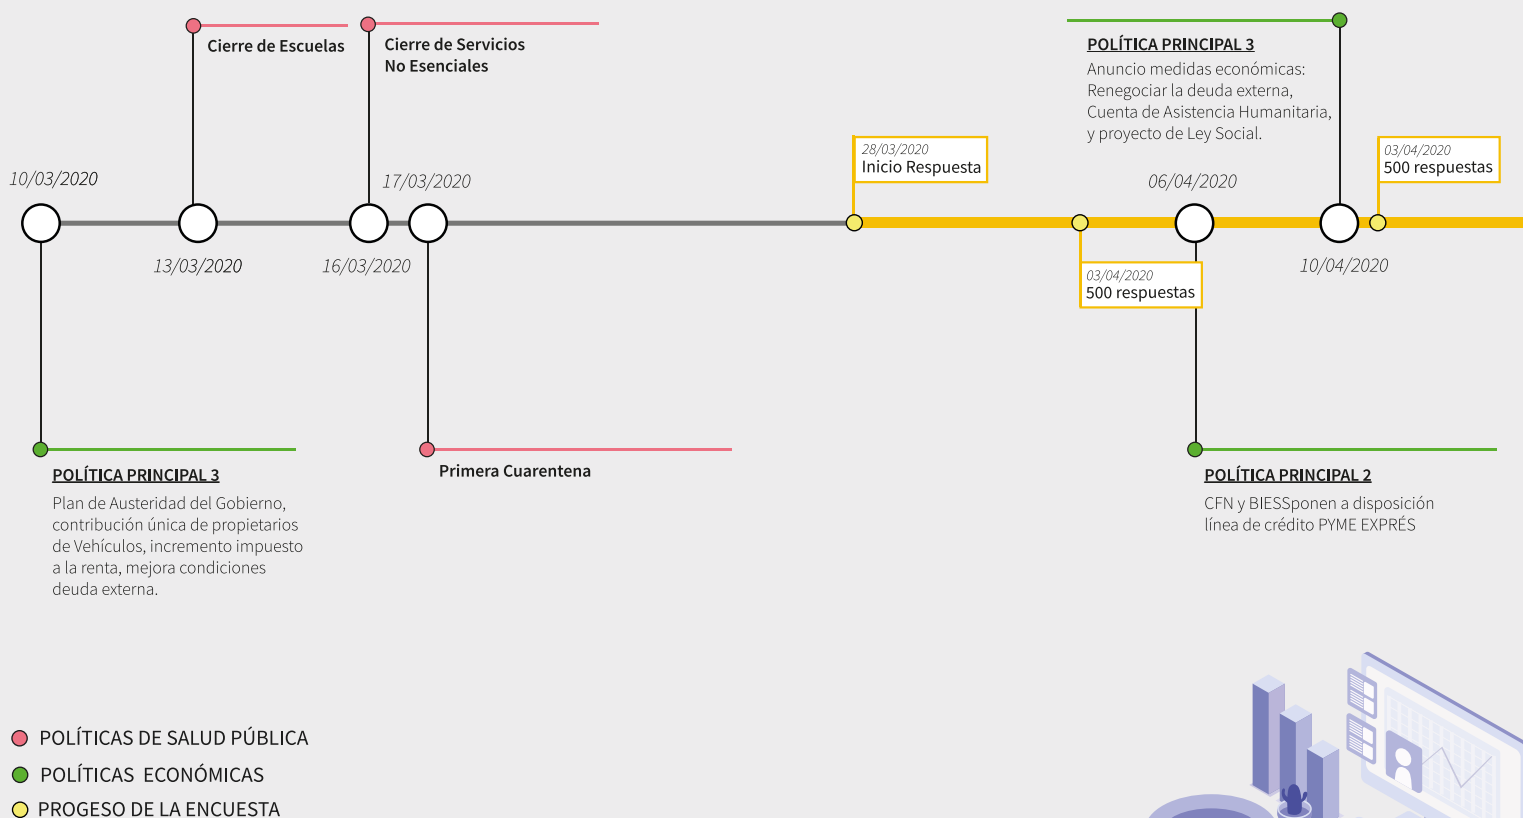 Cierre de Escuelas
Cierre de Servicios
No Esenciales
POLÍTICA PRINCIPAL 3
Anuncio medidas económicas:
Renegociar la deuda externa,
Cuenta de Asistencia Humanitaria,
y proyecto de Ley Social.
28/03/2020
Inicio Respuesta
03/04/2020
500 respuestas
10/03/2020
17/03/2020
06/04/2020
13/03/2020
16/03/2020
10/04/2020
03/04/2020
500 respuestas
POLÍTICA PRINCIPAL 3
Plan de Austeridad del Gobierno,
contribución única de propietarios
de Vehículos, incremento impuesto
a la renta, mejora condiciones
deuda externa.
Primera Cuarentena
POLÍTICA PRINCIPAL 2
CFN y BIESSponen a disposición
línea de crédito PYME EXPRÉS
POLÍTICAS DE SALUD PÚBLICA
POLÍTICAS ECONÓMICAS
PROGESO DE LA ENCUESTA